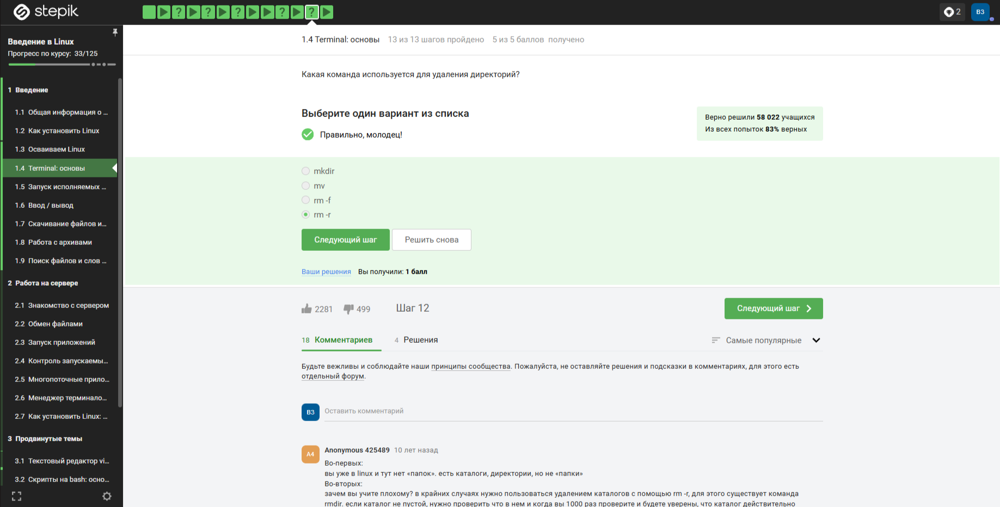 stepik
? ? ? ? ?
2
В3
Введение в Linux
Прогресс по курсу: 33/125
1 Введение
1.1 Общая информация о ...
1.2 Как установить Linux
1.3 Осваиваем Linux
1.4 Terminal: основы
1.5 Запуск исполняемых ...
1.6 Ввод / вывод
1.7 Скачивание файлов и...
1.8 Работа с архивами
1.9 Поиск файлов и слов ...
2 Работа на сервере
2.1 Знакомство с сервером
2.2 Обмен файлами
2.3 Запуск приложений
2.4 Контроль запускаемы...
2.5 Многопоточные прило...
2.6 Менеджер терминало...
2.7 Как установить Linux: ...
3 Продвинутые темы
3.1 Текстовый редактор vi...
3.2 Скрипты на bash: осно...
1.4 Terminal: основы 13 из 13 шагов пройдено 5 из 5 баллов получено
Какая команда используется для удаления директорий?
Выберите один вариант из списка
Правильно, молодец!
Верно решили 58 022 учащихся
Из всех попыток 83% верных
mkdir
mv
rm -f
rm -r
Следующий шаг
Решить снова
Ваши решения Вы получили: 1 балл
2281 499 Шаг 12
Следующий шаг
18 Комментариев 4 Решения
Самые популярные
Будьте вежливы и соблюдайте наши принципы сообщества. Пожалуйста, не оставляйте решения и подсказки в комментариях, для этого есть
отдельный форум.
В3 Оставить комментарий
A4 Anonymous 425489 10 лет назад
Во-первых:
вы уже в linux и тут нет «папок». есть каталоги, директории, но не «папки»
Во-вторых:
зачем вы учите плохому? в крайних случаях нужно пользоваться удалением каталогов с помощью rm -r, для этого существует команда
rmdir. если каталог не пустой, нужно проверить что в нем и когда вы 1000 раз проверите и будете уверены, что каталог действительно